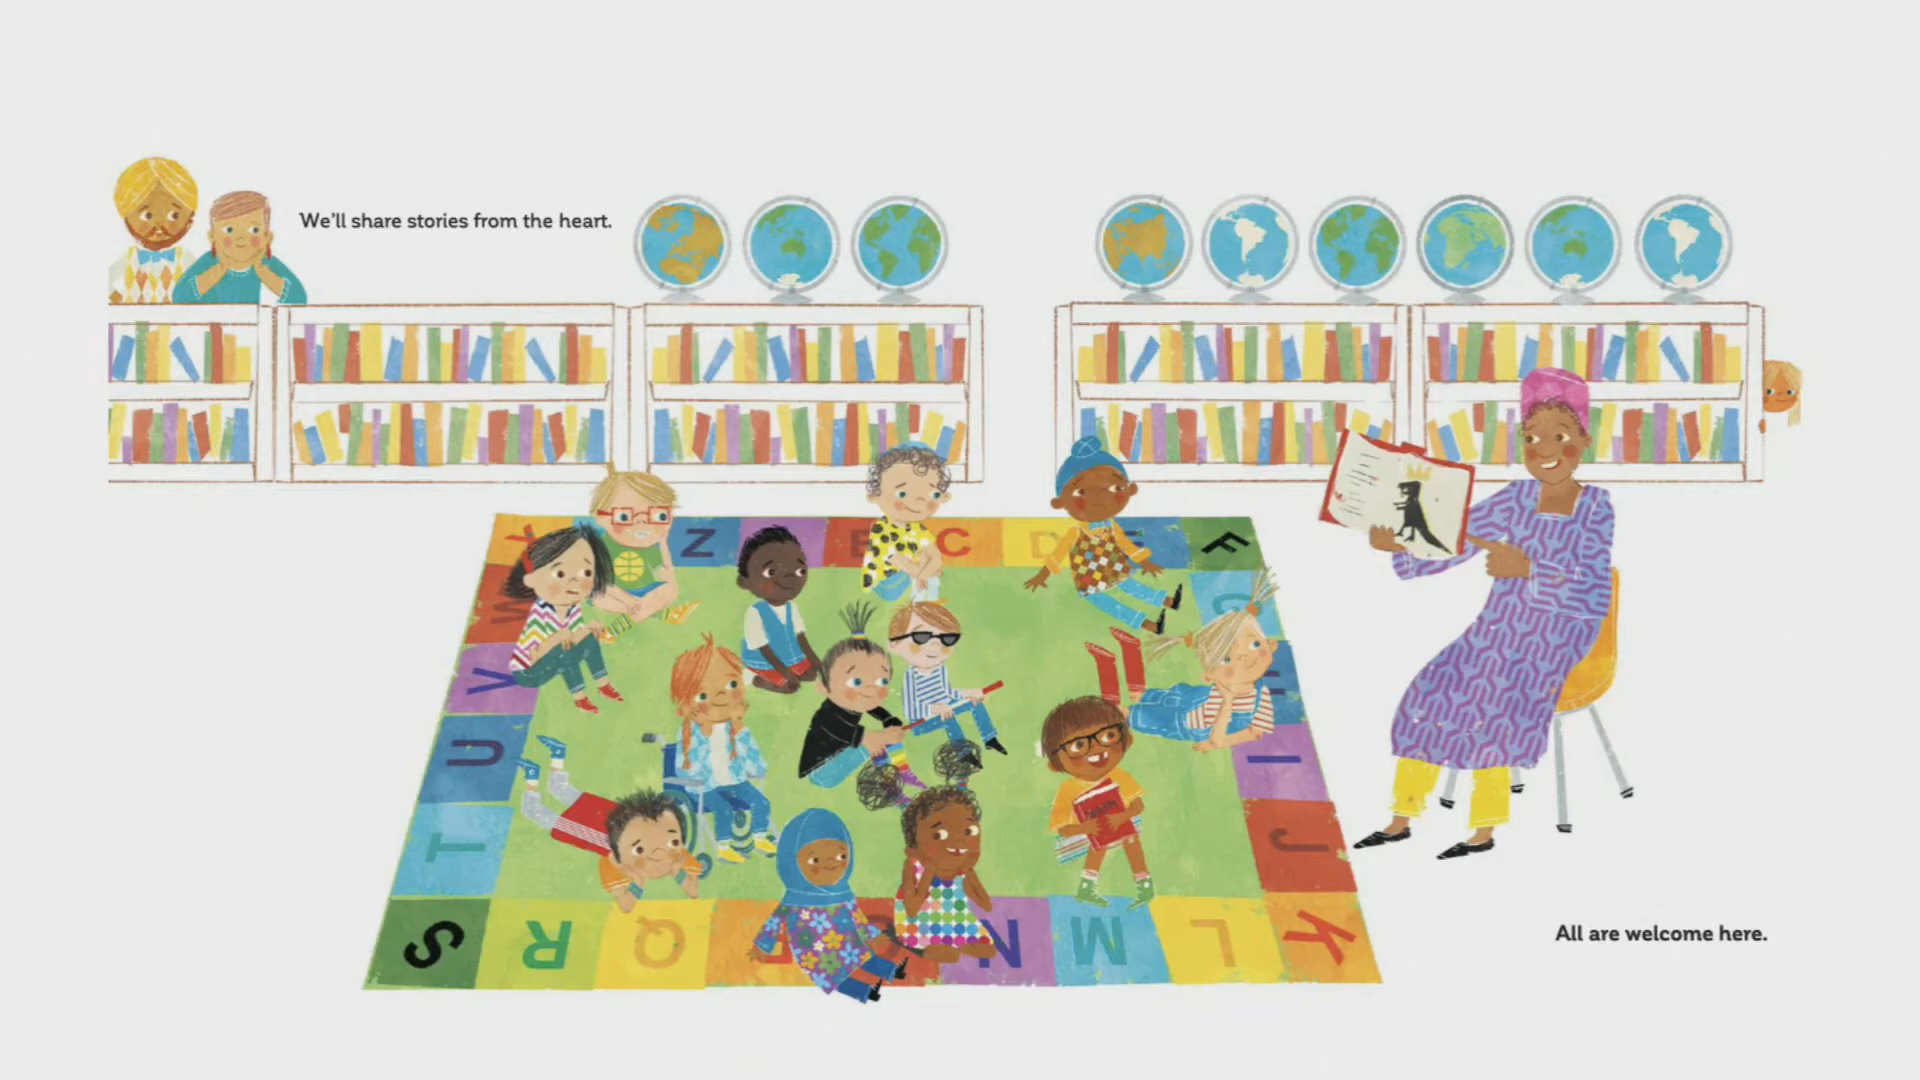 We'll share stories from the heart.
Z
C
D
E
F
G
W
V
I
U
J
T
S
R
Q
N
M
L
K
All are welcome here.